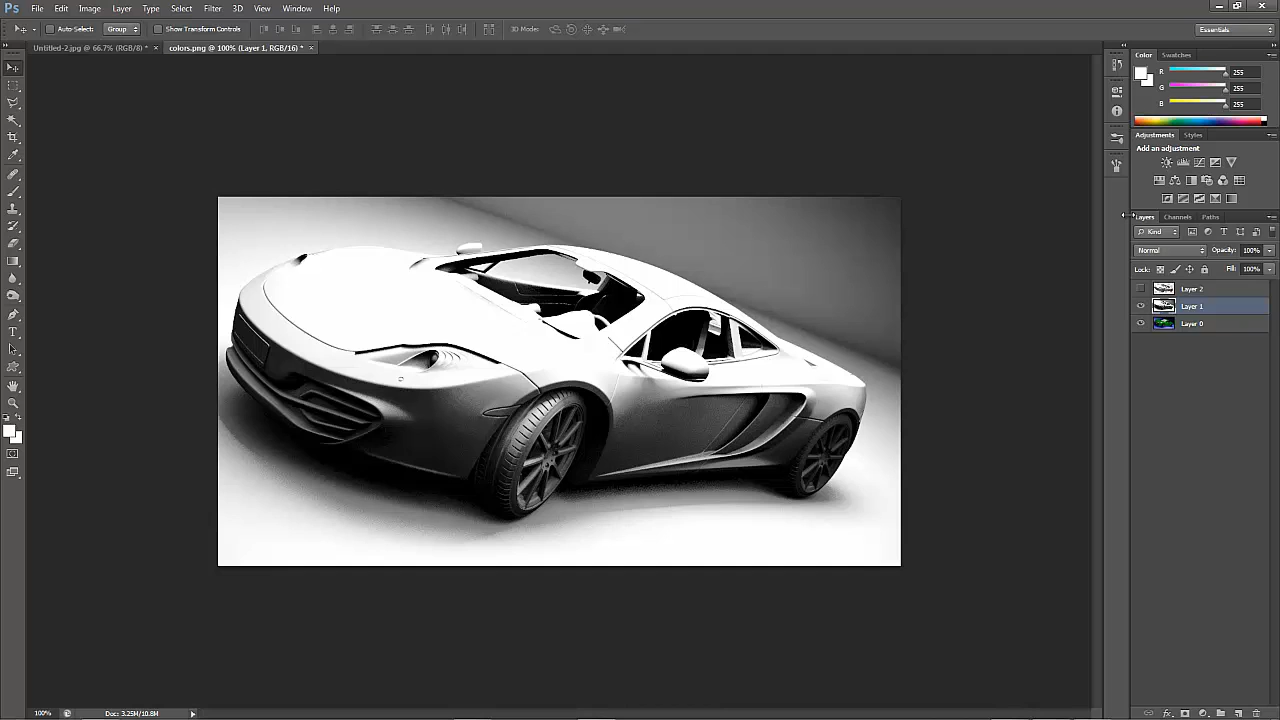 Ps File Edit Image Layer Type Select Filter 3D View Window Help
Auto-Select: Group Show Transform Controls 3D Mode: Essentials
Untitled-2.jpg @ 66.7% (RGB/8) * × colors.png @ 100% (Layer 1, RGB/16) * ×
Color Swatches
R 255
G 255
B 255
Adjustments Styles
Add an adjustment
Layers Channels Paths
Kind
Normal Opacity: 100%
Lock: Fill: 100%
Layer 2
Layer 1
Layer 0
100% Doc: 3.25M/10.8M